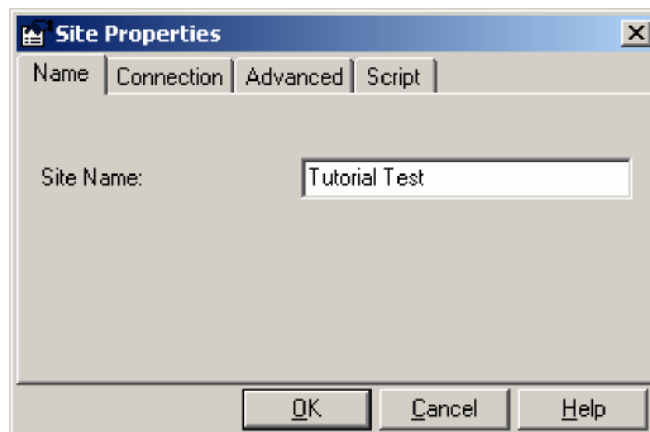 Site Properties
Name Connection Advanced Script
Site Name: Tutorial Test
OK Cancel Help